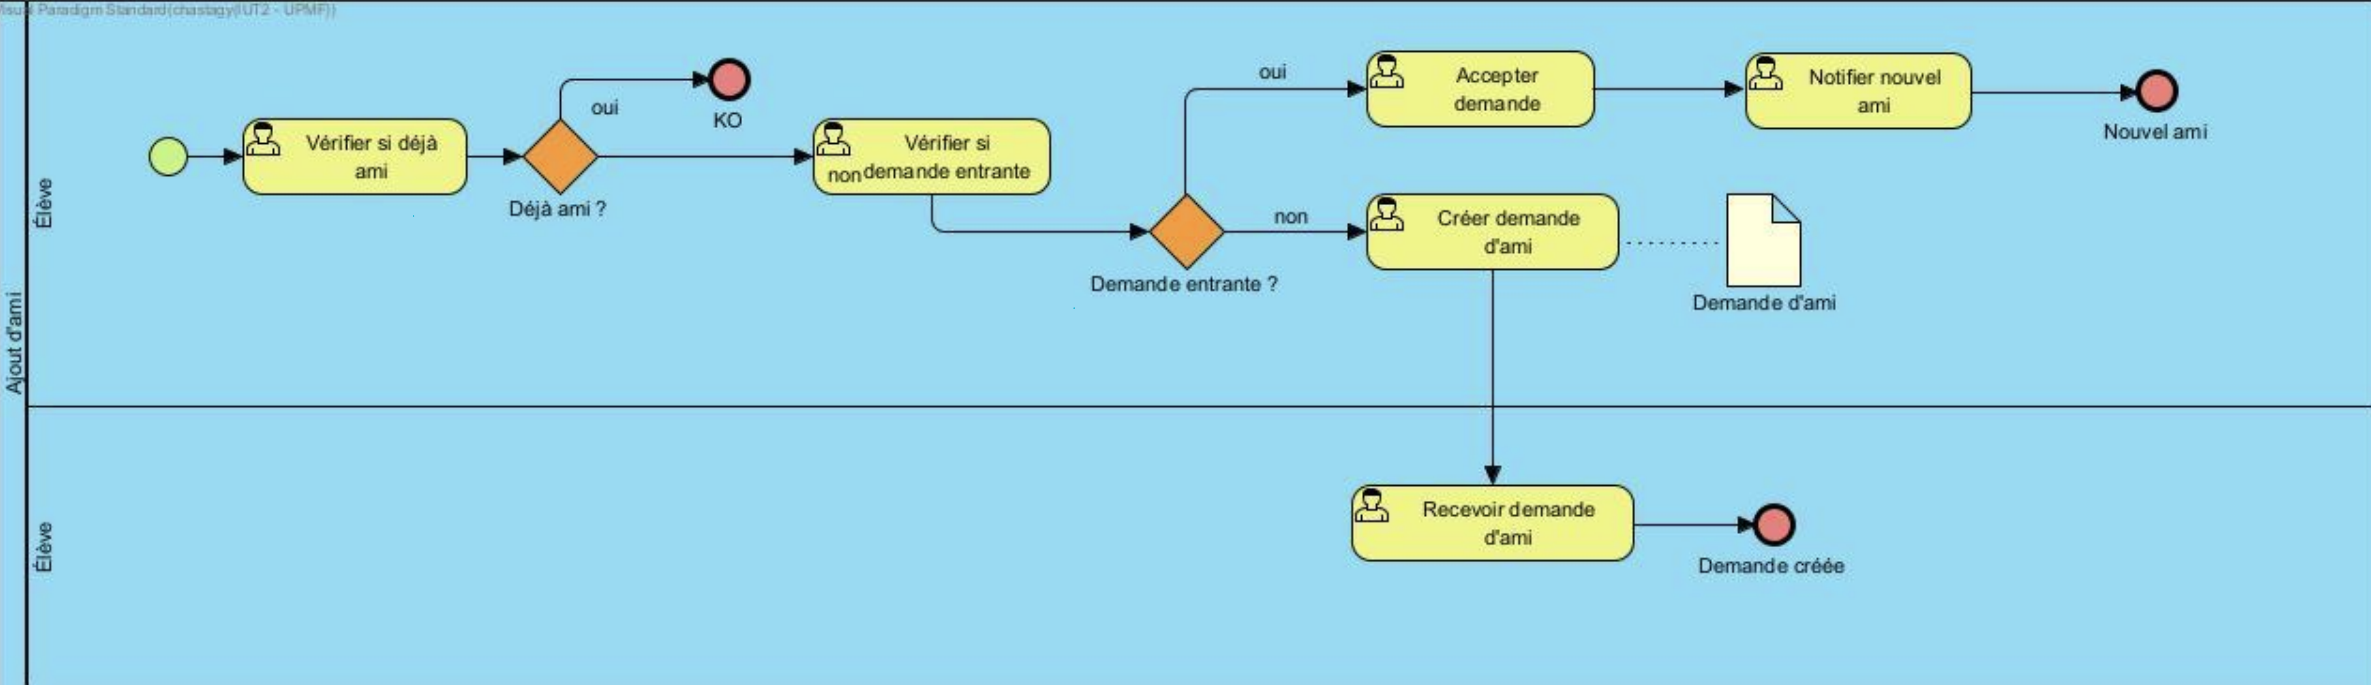 Visual Paradigm Standard(chastagy(IUT2 - UPMF))
Ajout d'ami
Élève
Vérifier si déjà
ami
Déjà ami ?
oui
KO
non
Vérifier si
demande entrante
Demande entrante ?
oui
Accepter
demande
Notifier nouvel
ami
Nouvel ami
non
Créer demande
d'ami
Demande d'ami
Élève
Recevoir demande
d'ami
Demande créée